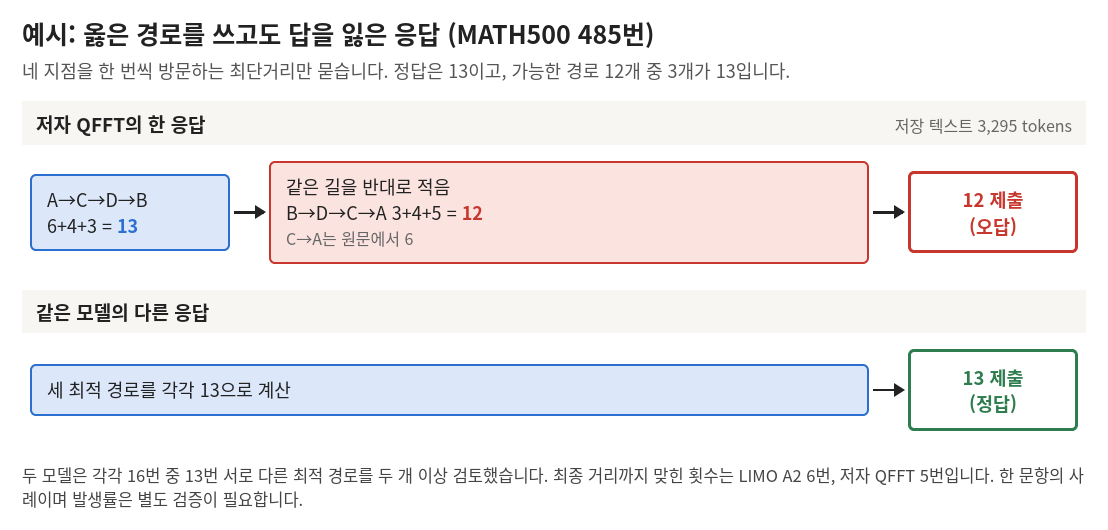 예시: 옳은 경로를 쓰고도 답을 잃은 응답 (MATH500 485번)
네 지점을 한 번씩 방문하는 최단거리만 묻습니다. 정답은 13이고, 가능한 경로 12개 중 3개가 13입니다.
저자 QFFT의 한 응답
저장 텍스트 3,295 tokens
A→C→D→B
6+4+3 = 13
같은 길을 반대로 적음
B→D→C→A 3+4+5 = 12
C→A는 원문에서 6
12 제출
(오답)
같은 모델의 다른 응답
세 최적 경로를 각각 13으로 계산
13 제출
(정답)
두 모델은 각각 16번 중 13번 서로 다른 최적 경로를 두 개 이상 검토했습니다. 최종 거리까지 맞힌 횟수는 LIMO A2 6번, 저자 QFFT 5번입니다. 한 문항의 사
례이며 발생률은 별도 검증이 필요합니다.